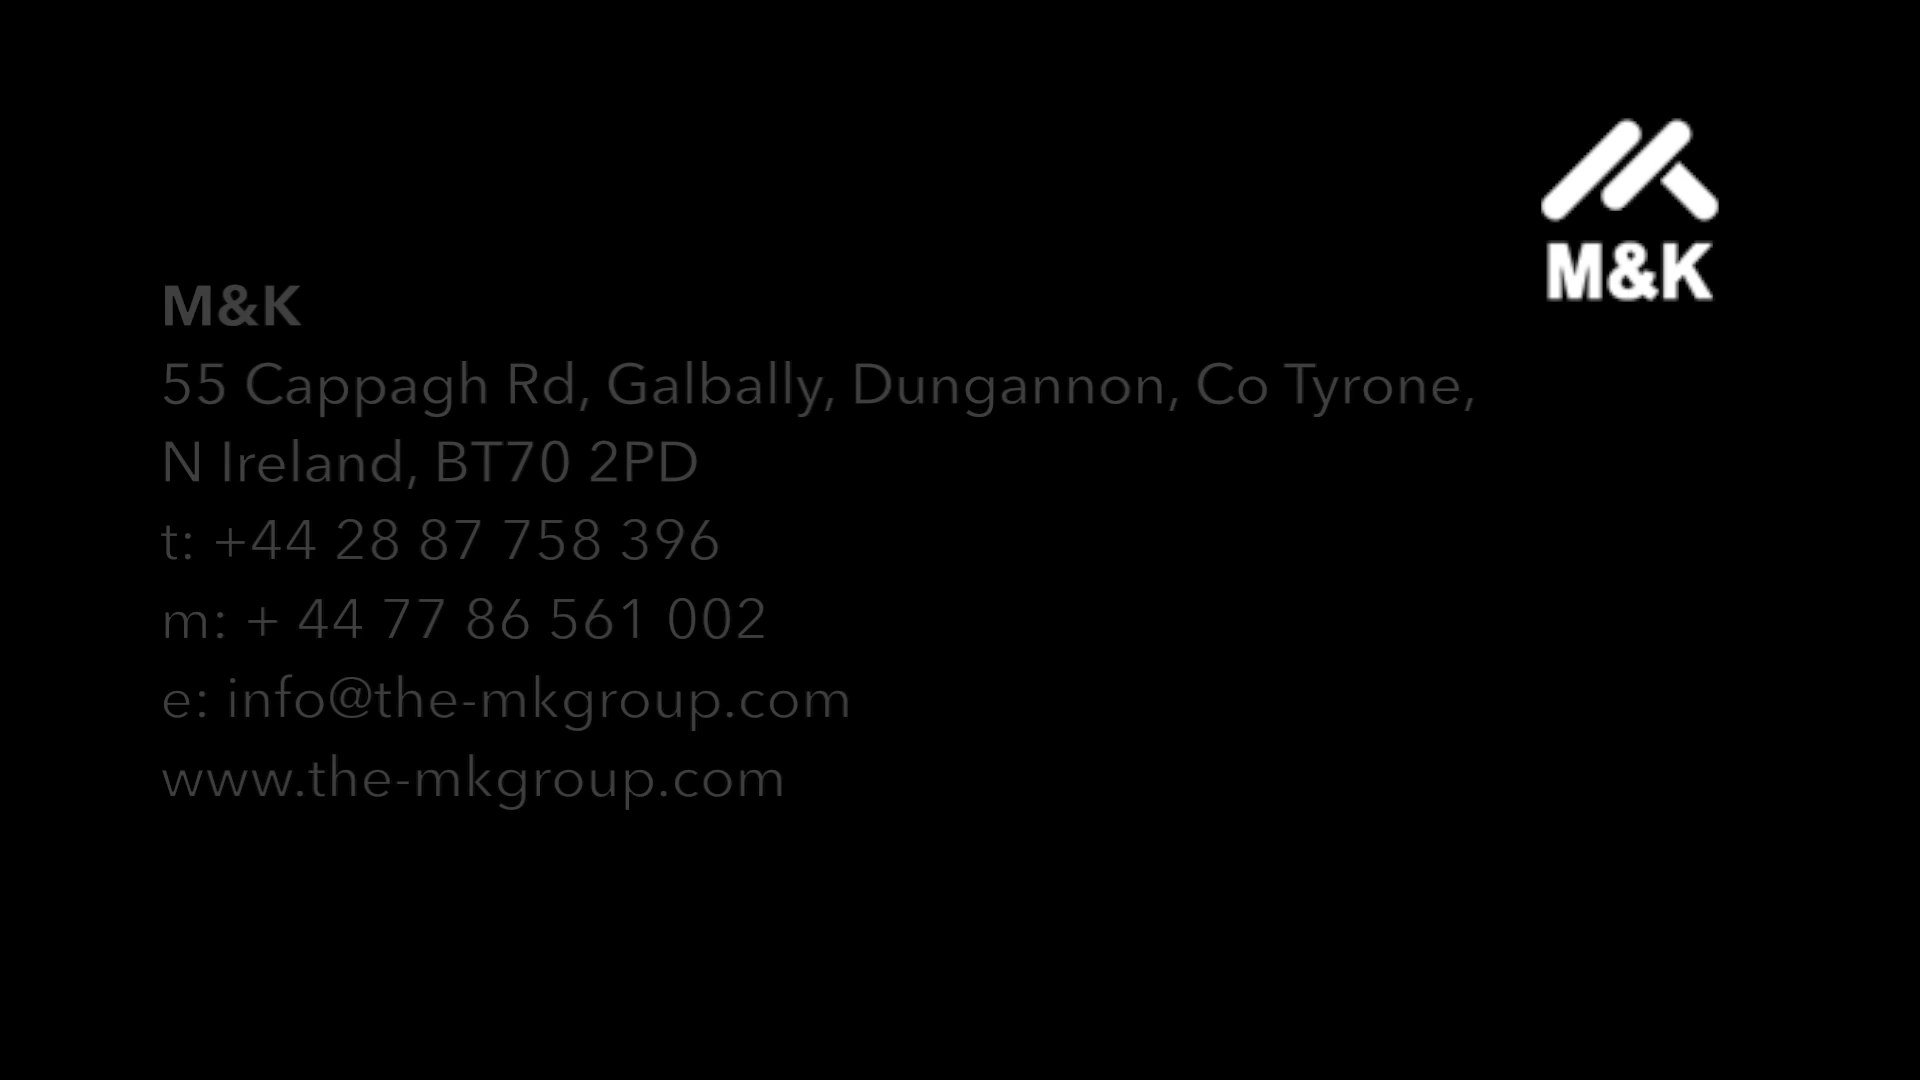 M&K
M&K
55 Cappagh Rd, Galbally, Dungannon, Co Tyrone,
N Ireland, BT70 2PD
t: +44 28 87 758 396
m: + 44 77 86 561 002
e: info@the-mkgroup.com
www.the-mkgroup.com